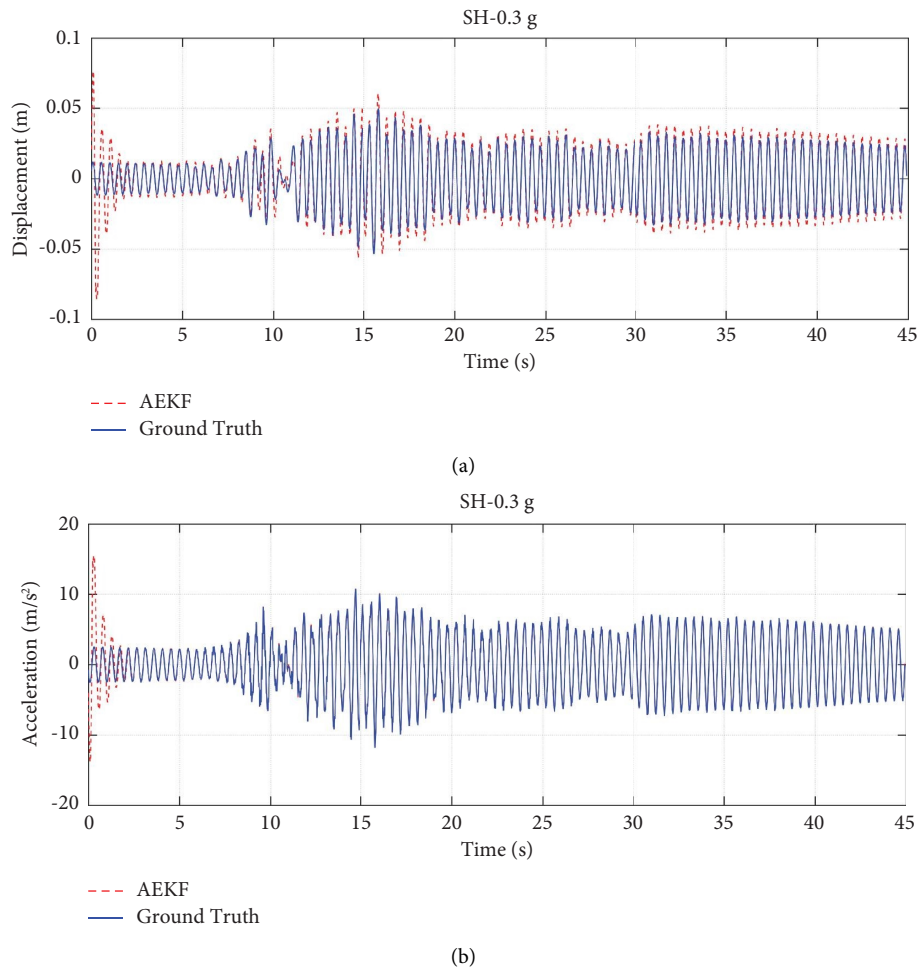 SH-0.3 g
0.1
0.05
0
-0.05
-0.1
Displacement (m)
0 5 10 15 20 25 30 35 40 45
Time (s)
AEKF
Ground Truth
(a)
SH-0.3 g
20
10
0
-10
-20
Acceleration (m/s²)
0 5 10 15 20 25 30 35 40 45
Time (s)
AEKF
Ground Truth
(b)